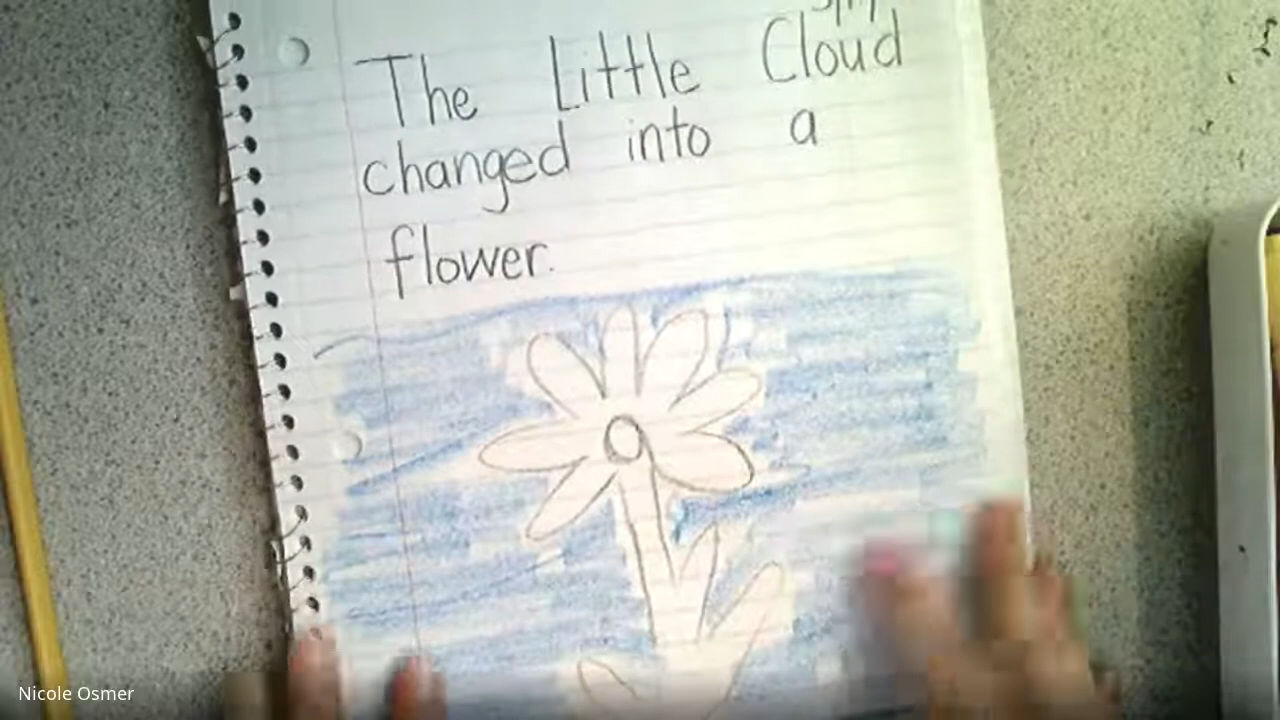 The Little Cloud
changed into a
flower.
Nicole Osmer